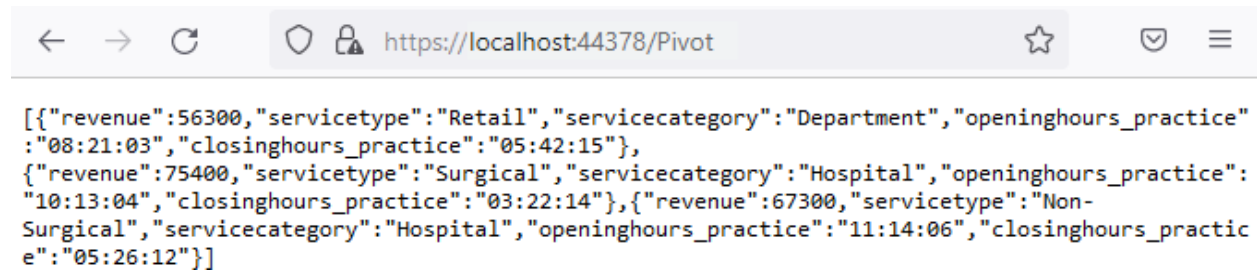 https://localhost:44378/Pivot
[{"revenue":56300,"servicetype":"Retail","servicecategory":"Department","openinghours_practice"
:"08:21:03","closinghours_practice":"05:42:15"},
{"revenue":75400,"servicetype":"Surgical","servicecategory":"Hospital","openinghours_practice":
"10:13:04","closinghours_practice":"03:22:14"},{"revenue":67300,"servicetype":"Non-
Surgical","servicecategory":"Hospital","openinghours_practice":"11:14:06","closinghours_practic
e":"05:26:12"}]